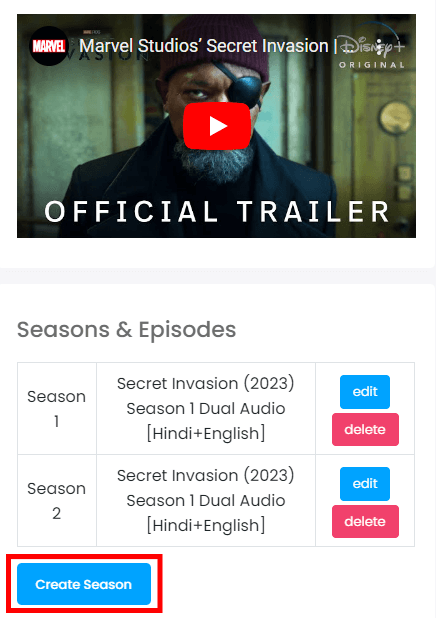 MARVEL
Marvel Studios’ Secret Invasion | ...
Disney+
ORIGINAL
OFFICIAL TRAILER
Seasons & Episodes
Season
1
Secret Invasion (2023)
Season 1 Dual Audio
[Hindi+English]
edit
delete
Season
2
Secret Invasion (2023)
Season 1 Dual Audio
[Hindi+English]
edit
delete
Create Season